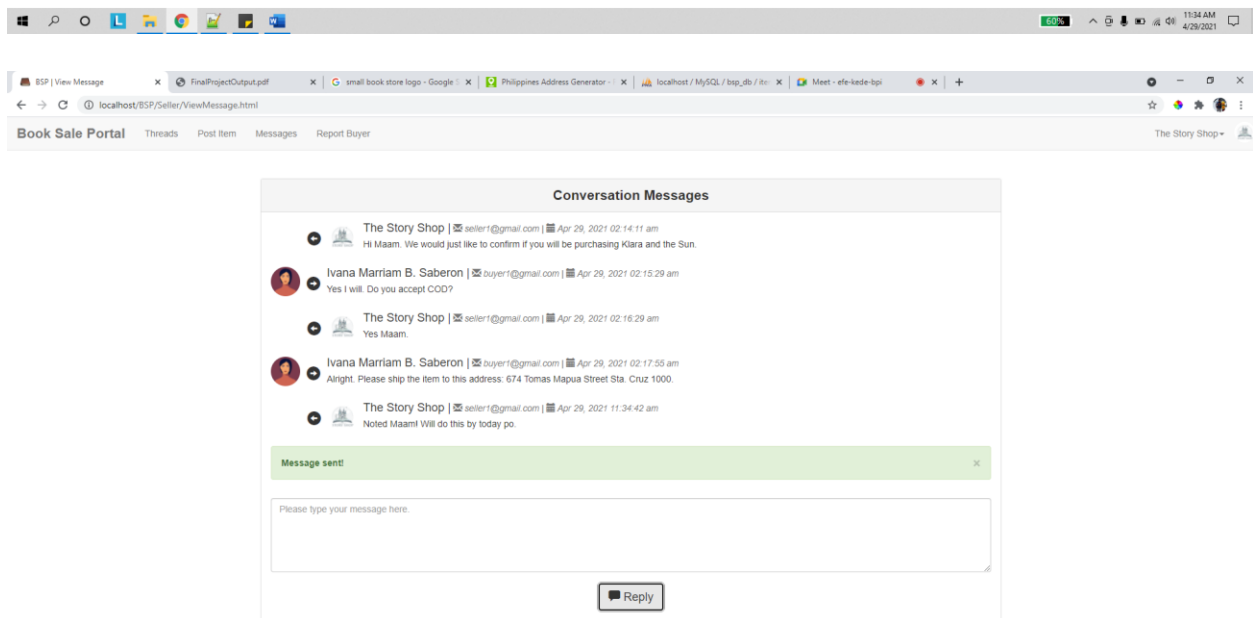 60%
11:34 AM
4/29/2021
BSP | View Message
FinalProjectOutput.pdf
small book store logo - Google
Philippines Address Generator -
localhost / MySQL / bsp_db / ite
Meet - efe-kede-bpi
localhost/BSP/Seller/ViewMessage.html
Book Sale Portal Threads Post Item Messages Report Buyer The Story Shop
Conversation Messages
The Story Shop | seller1@gmail.com | Apr 29, 2021 02:14:11 am
Hi Maam. We would just like to confirm if you will be purchasing Klara and the Sun.
Ivana Marriam B. Saberon | buyer1@gmail.com | Apr 29, 2021 02:15:29 am
Yes I will. Do you accept COD?
The Story Shop | seller1@gmail.com | Apr 29, 2021 02:16:29 am
Yes Maam.
Ivana Marriam B. Saberon | buyer1@gmail.com | Apr 29, 2021 02:17:55 am
Alright. Please ship the item to this address: 674 Tomas Mapua Street Sta. Cruz 1000.
The Story Shop | seller1@gmail.com | Apr 29, 2021 11:34:42 am
Noted Maam! Will do this by today po.
Message sent!
Please type your message here.
Reply